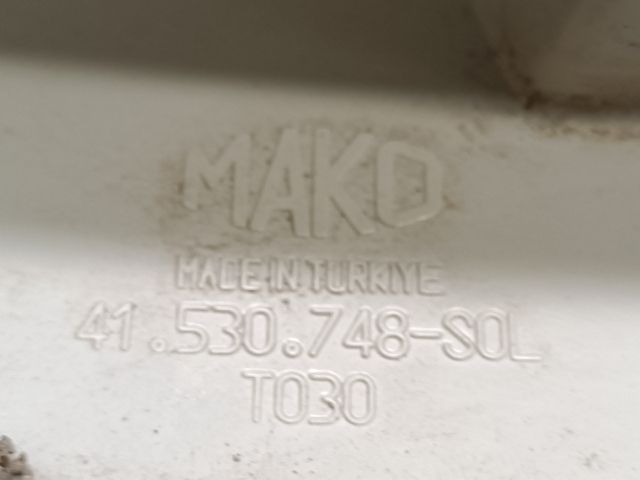 MAKO
MADE IN TURKIYE
41.530.748-SOL
T030